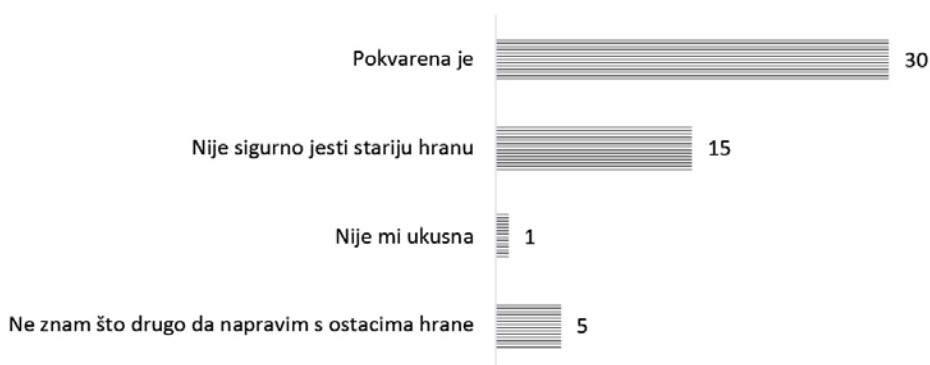 Pokvarena je 30
Nije sigurno jesti stariju hranu 15
Nije mi ukusna 1
Ne znam što drugo da napravim s ostacima hrane 5